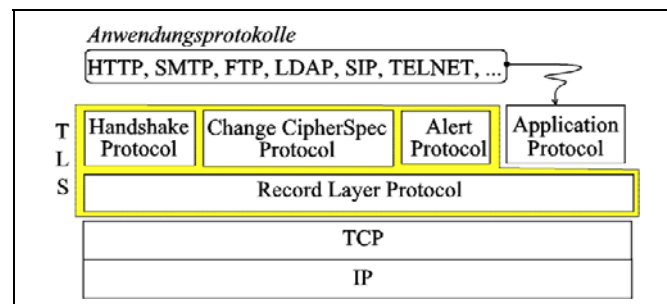 Anwendungsprotokolle
HTTP, SMTP, FTP, LDAP, SIP, TELNET, ...
TLS
Handshake
Protocol
Change CipherSpec
Protocol
Alert
Protocol
Application
Protocol
Record Layer Protocol
TCP
IP